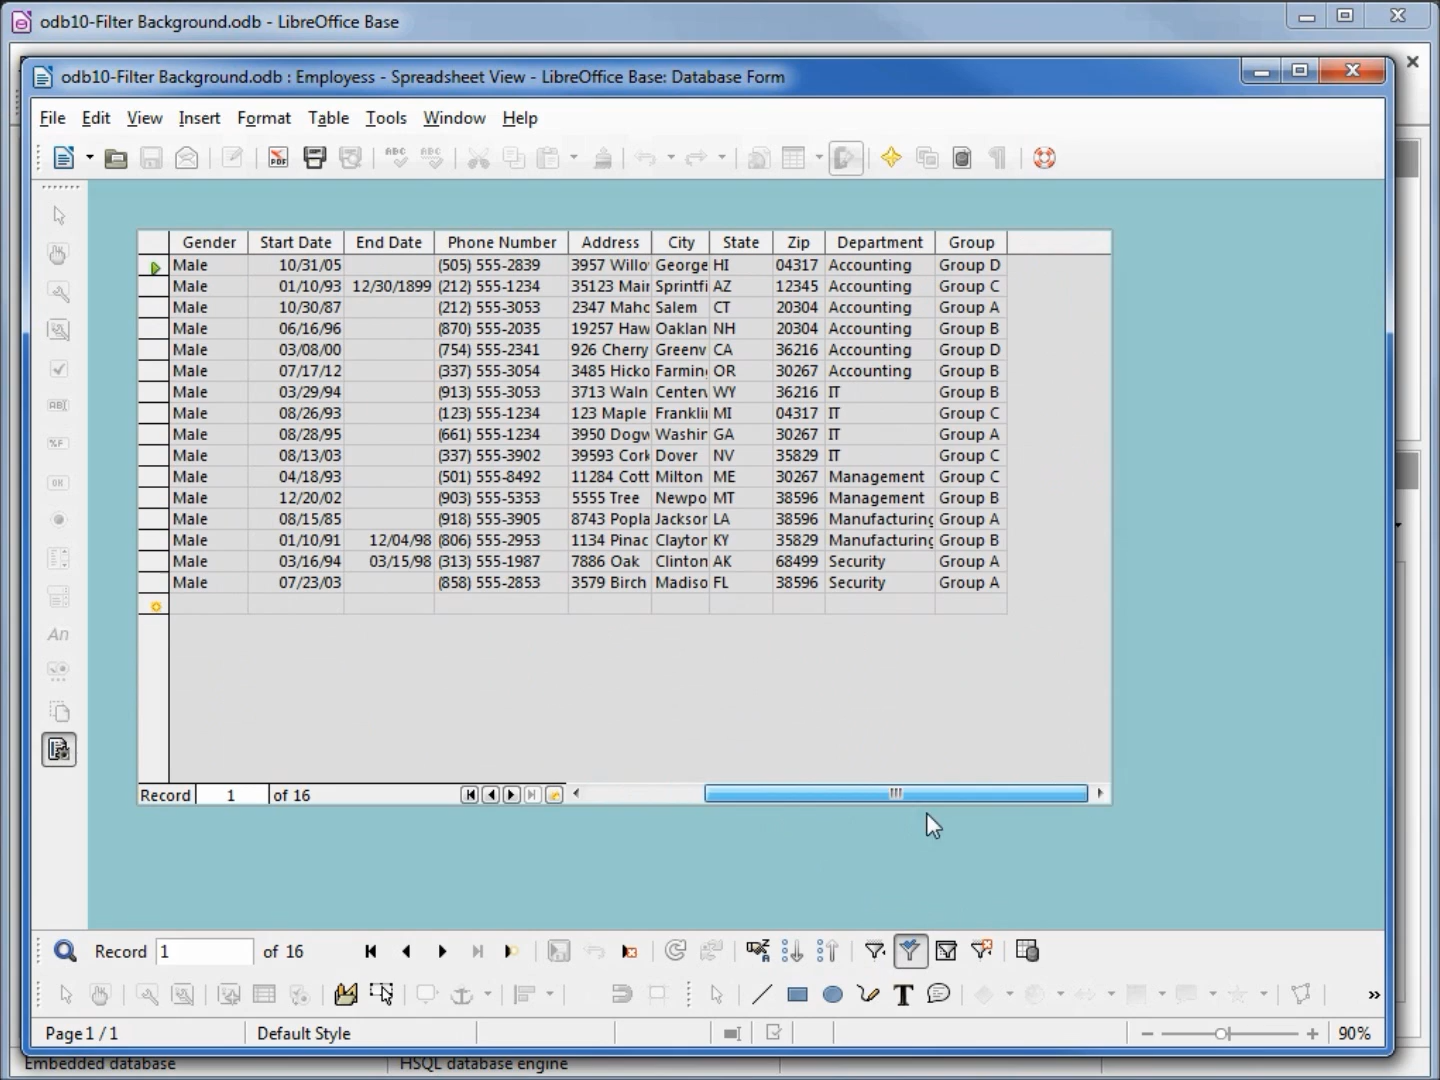 odb10-Filter Background.odb - LibreOffice Base
odb10-Filter Background.odb : Employess - Spreadsheet View - LibreOffice Base: Database Form
File Edit View Insert Format Table Tools Window Help
Gender Start Date End Date Phone Number Address City State Zip Department Group
Male 10/31/05 (505) 555-2839 3957 Willo George HI 04317 Accounting Group D
Male 01/10/93 12/30/1899 (212) 555-1234 35123 Mair Sprintfi AZ 12345 Accounting Group C
Male 10/30/87 (212) 555-3053 2347 Maho Salem CT 20304 Accounting Group A
Male 06/16/96 (870) 555-2035 19257 Haw Oaklan NH 20304 Accounting Group B
Male 03/08/00 (754) 555-2341 926 Cherry Greenv CA 36216 Accounting Group D
Male 07/17/12 (337) 555-3054 3485 Hicko Farming OR 30267 Accounting Group B
Male 03/29/94 (913) 555-3053 3713 Waln Centerv WY 36216 IT Group B
Male 08/26/93 (123) 555-1234 123 Maple Franklii MI 04317 IT Group C
Male 08/28/95 (661) 555-1234 3950 Dogw Washin GA 30267 IT Group A
Male 08/13/03 (337) 555-3902 39593 Cork Dover NV 35829 IT Group C
Male 04/18/93 (501) 555-8492 11284 Cott Milton ME 30267 Management Group C
Male 12/20/02 (903) 555-5353 5555 Tree Newpo MT 38596 Management Group B
Male 08/15/85 (918) 555-3905 8743 Popla Jackson LA 38596 Manufacturing Group A
Male 01/10/91 12/04/98 (806) 555-2953 1134 Pinac Clayton KY 35829 Manufacturing Group B
Male 03/16/94 03/15/98 (313) 555-1987 7886 Oak Clinton AK 68499 Security Group A
Male 07/23/03 (858) 555-2853 3579 Birch Madiso FL 38596 Security Group A
Record 1 of 16
Record 1 of 16
Page 1 / 1 Default Style 90%
Embedded database HSQL database engine